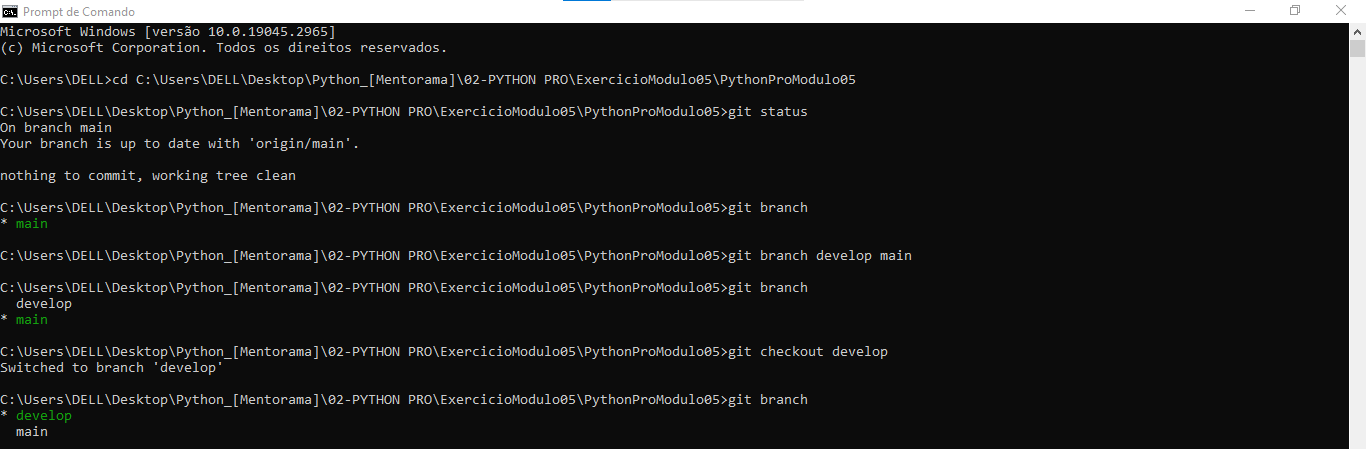 Prompt de Comando
Microsoft Windows [versão 10.0.19045.2965]
(c) Microsoft Corporation. Todos os direitos reservados.
C:\Users\DELL>cd C:\Users\DELL\Desktop\Python_[Mentorama]\02-PYTHON PRO\ExercicioModulo05\PythonProModulo05
C:\Users\DELL\Desktop\Python_[Mentorama]\02-PYTHON PRO\ExercicioModulo05\PythonProModulo05>git status
On branch main
Your branch is up to date with 'origin/main'.
nothing to commit, working tree clean
C:\Users\DELL\Desktop\Python_[Mentorama]\02-PYTHON PRO\ExercicioModulo05\PythonProModulo05>git branch
* main
C:\Users\DELL\Desktop\Python_[Mentorama]\02-PYTHON PRO\ExercicioModulo05\PythonProModulo05>git branch develop main
C:\Users\DELL\Desktop\Python_[Mentorama]\02-PYTHON PRO\ExercicioModulo05\PythonProModulo05>git branch
  develop
* main
C:\Users\DELL\Desktop\Python_[Mentorama]\02-PYTHON PRO\ExercicioModulo05\PythonProModulo05>git checkout develop
Switched to branch 'develop'
C:\Users\DELL\Desktop\Python_[Mentorama]\02-PYTHON PRO\ExercicioModulo05\PythonProModulo05>git branch
* develop
  main